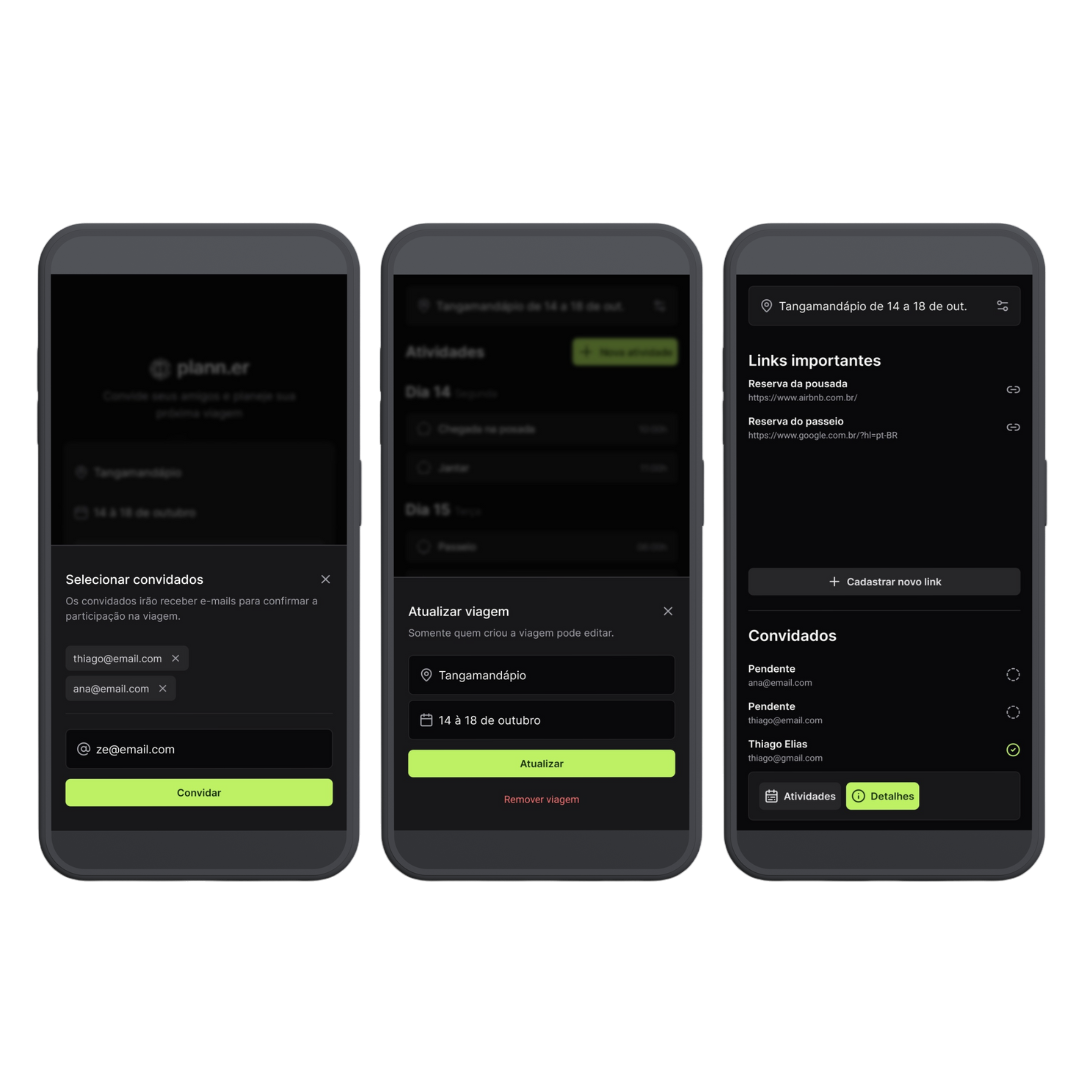 plann.er
Convide seus amigos e planeje sua
próxima viagem
Tangamandápio
14 à 18 de outubro
Selecionar convidados
Os convidados irão receber e-mails para confirmar a
participação na viagem.
thiago@email.com
ana@email.com
ze@email.com
Convidar
Tangamandápio de 14 a 18 de out.
Atividades
Nova atividade
Dia 14 Segunda
Chegada na posada
Jantar
Dia 15 Terça
Passeio
Atualizar viagem
Somente quem criou a viagem pode editar.
Tangamandápio
14 à 18 de outubro
Atualizar
Remover viagem
Tangamandápio de 14 a 18 de out.
Links importantes
Reserva da pousada
https://www.airbnb.com.br/
Reserva do passeio
https://www.google.com.br/?hl=pt-BR
Cadastrar novo link
Convidados
Pendente
ana@email.com
Pendente
thiago@email.com
Thiago Elias
thiago@gmail.com
Atividades
Detalhes